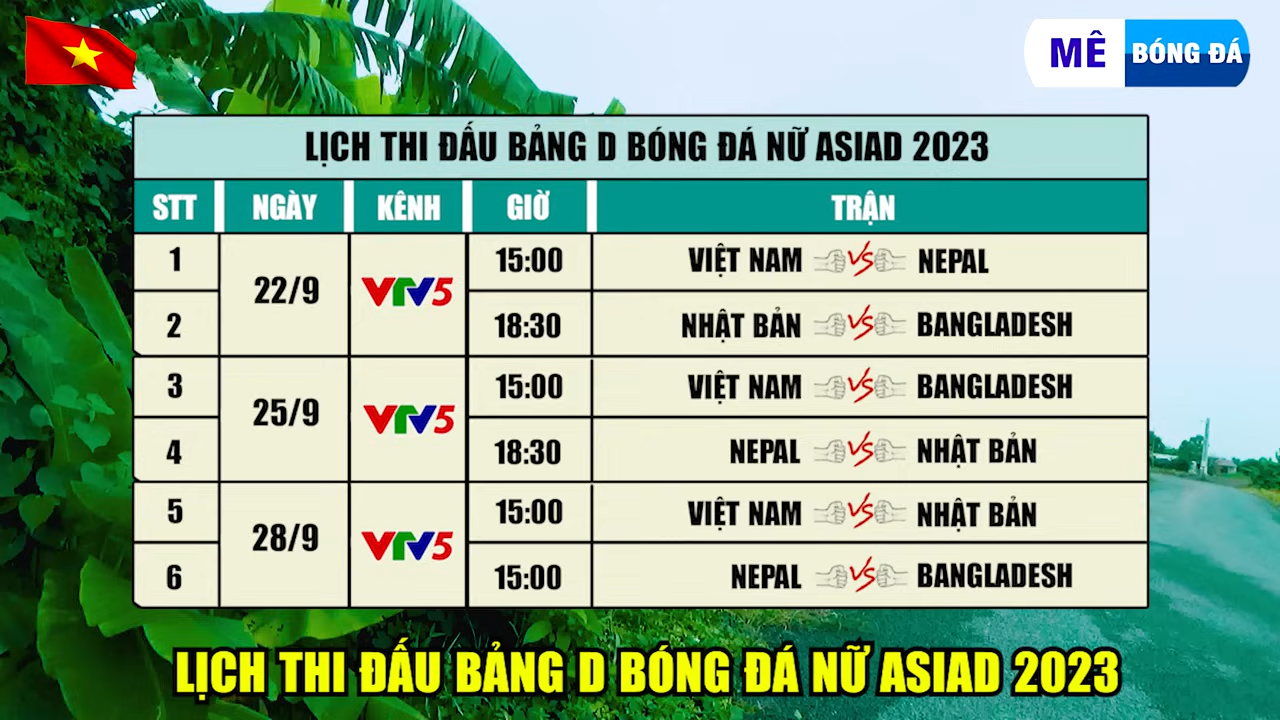 MÊ BÓNG ĐÁ
LỊCH THI ĐẤU BẢNG D BÓNG ĐÁ NỮ ASIAD 2023
STT NGÀY KÊNH GIỜ TRẬN
1 22/9 VTV5 15:00 VIỆT NAM VS NEPAL
2 18:30 NHẬT BẢN VS BANGLADESH
3 25/9 VTV5 15:00 VIỆT NAM VS BANGLADESH
4 18:30 NEPAL VS NHẬT BẢN
5 28/9 VTV5 15:00 VIỆT NAM VS NHẬT BẢN
6 15:00 NEPAL VS BANGLADESH
LỊCH THI ĐẤU BẢNG D BÓNG ĐÁ NỮ ASIAD 2023